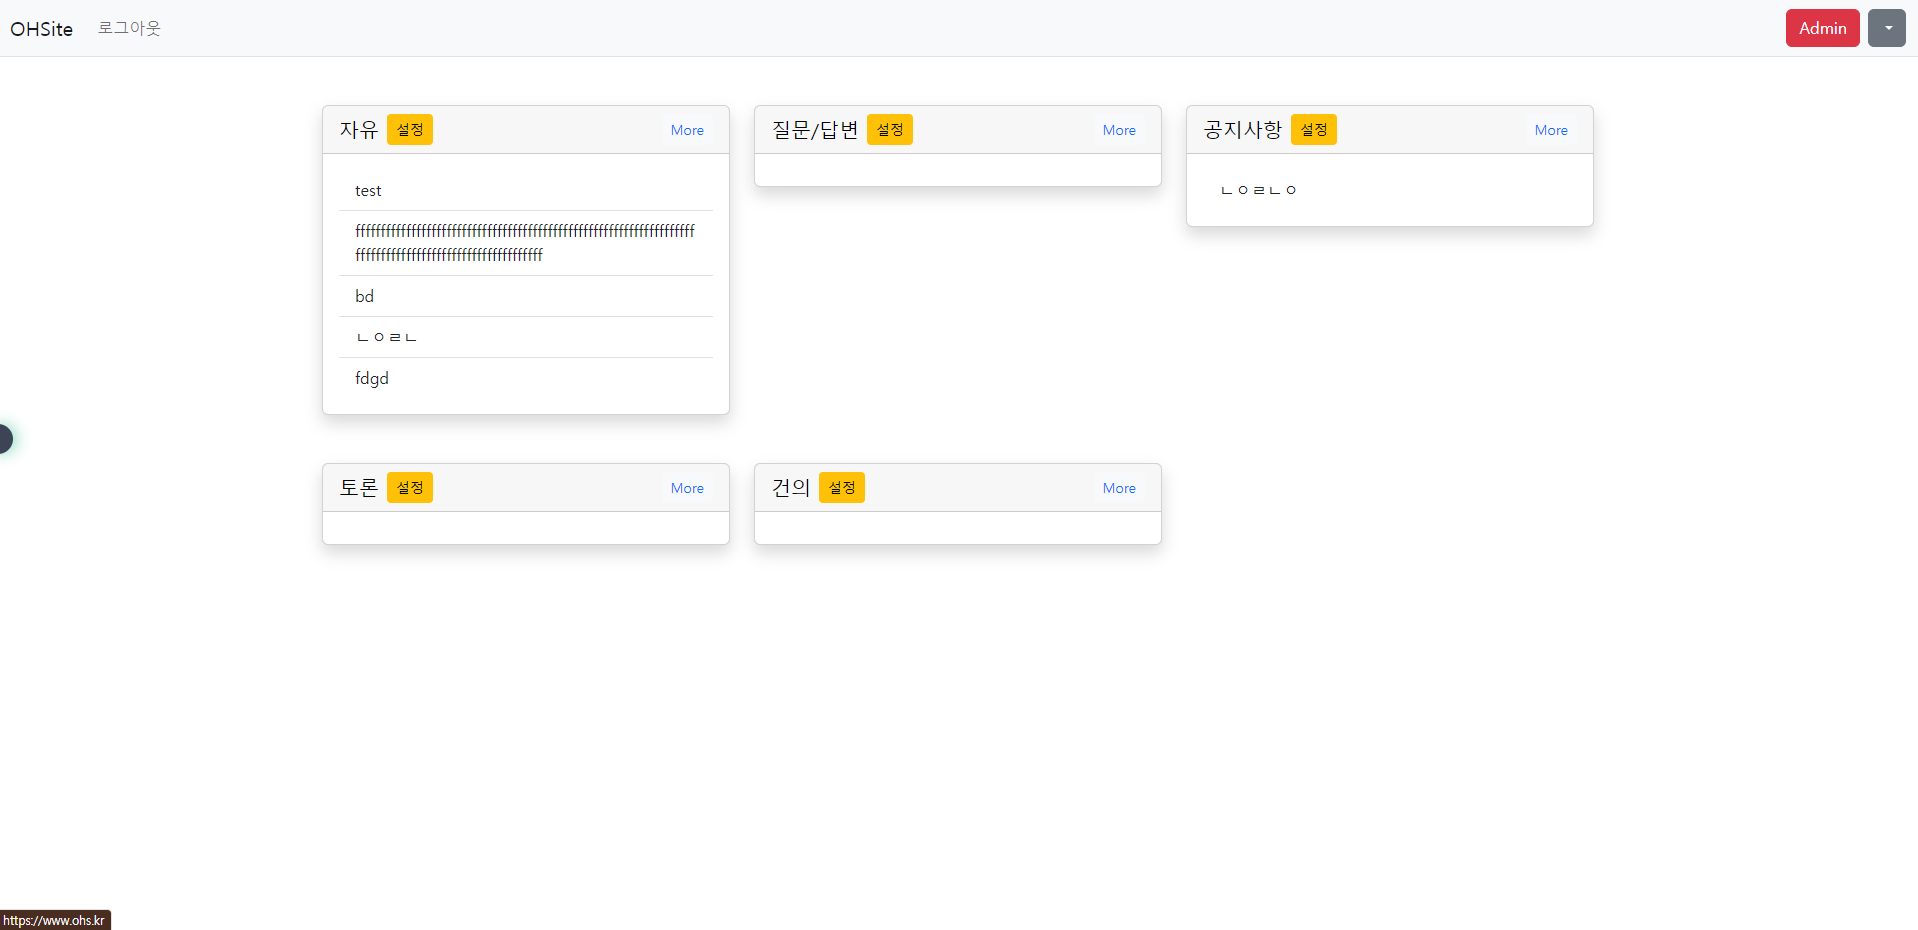 OHSite 로그아웃 Admin
자유 설정 More
test
bd
ㄴㅇㄹㄴ
fdgd
질문/답변 설정 More
공지사항 설정 More
ㄴㅇㄹㄴㅇ
토론 설정 More
건의 설정 More
https://www.ohs.kr